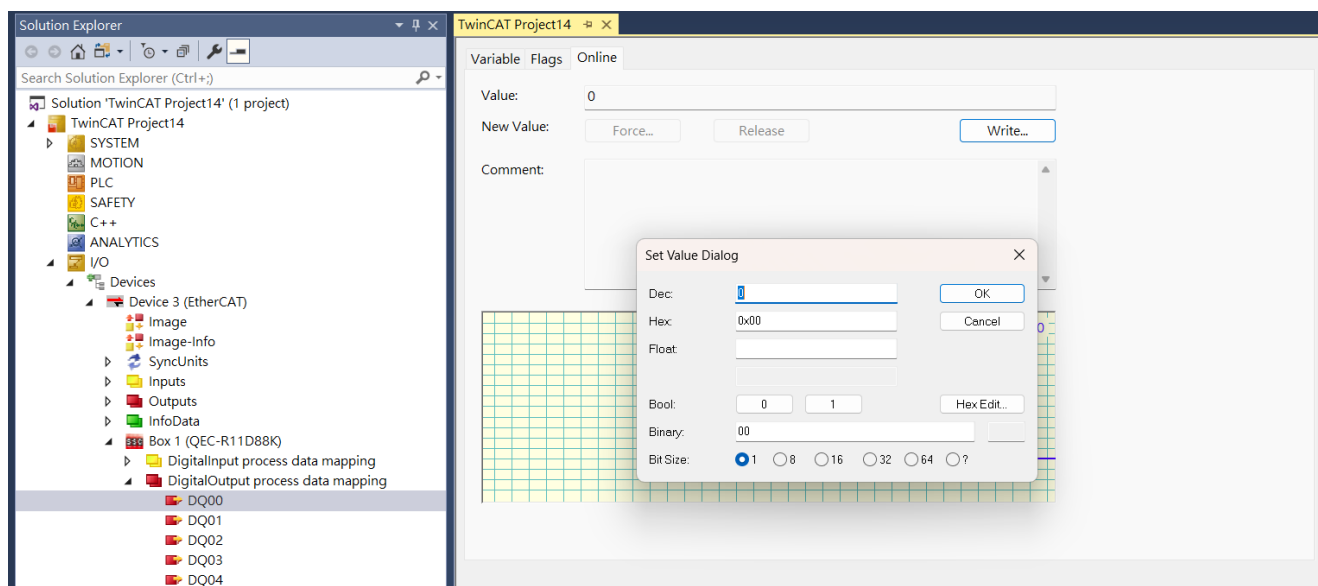 Solution Explorer
Search Solution Explorer (Ctrl+;)
Solution 'TwinCAT Project14' (1 project)
TwinCAT Project14
SYSTEM
MOTION
PLC
SAFETY
C++
ANALYTICS
I/O
Devices
Device 3 (EtherCAT)
Image
Image-Info
SyncUnits
Inputs
Outputs
InfoData
Box 1 (QEC-R11D88K)
DigitalInput process data mapping
DigitalOutput process data mapping
DQ00
DQ01
DQ02
DQ03
DQ04
TwinCAT Project14
Variable Flags Online
Value: 0
New Value: Force... Release Write...
Comment:
0
Set Value Dialog
Dec: 0 OK
Hex: 0x00 Cancel
Float:
Bool: 0 1 Hex Edit...
Binary: 00
Bit Size: 1 8 16 32 64 ?